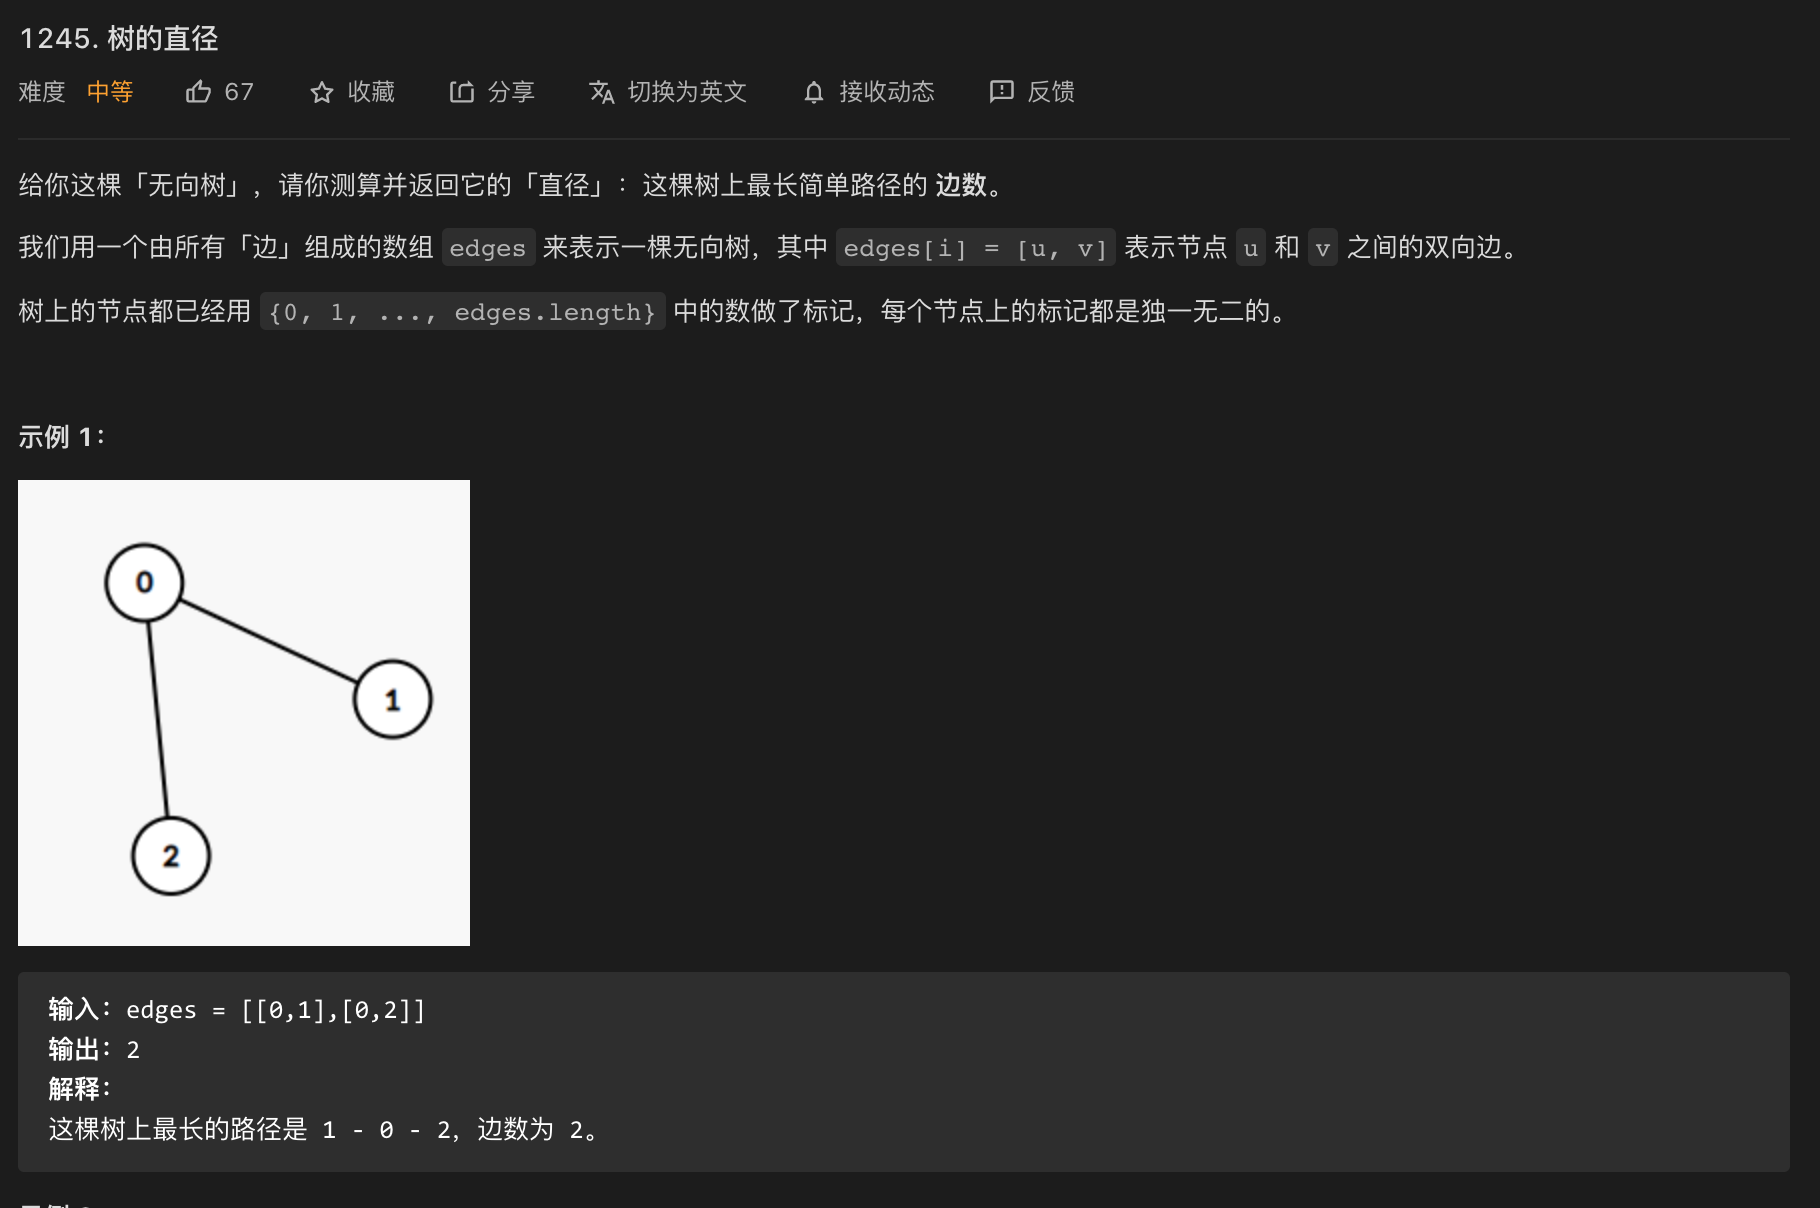 1245. 树的直径
难度 中等 67 收藏 分享 切换为英文 接收动态 反馈
给你这棵「无向树」，请你测算并返回它的「直径」：这棵树上最长简单路径的 边数。
我们用一个由所有「边」组成的数组 edges 来表示一棵无向树，其中 edges[i] = [u, v] 表示节点 u 和 v 之间的双向边。
树上的节点都已经用 {0, 1, ..., edges.length} 中的数做了标记，每个节点上的标记都是独一无二的。
示例 1：
0
1
2
输入：edges = [[0,1],[0,2]]
输出：2
解释：
这棵树上最长的路径是 1 - 0 - 2，边数为 2。